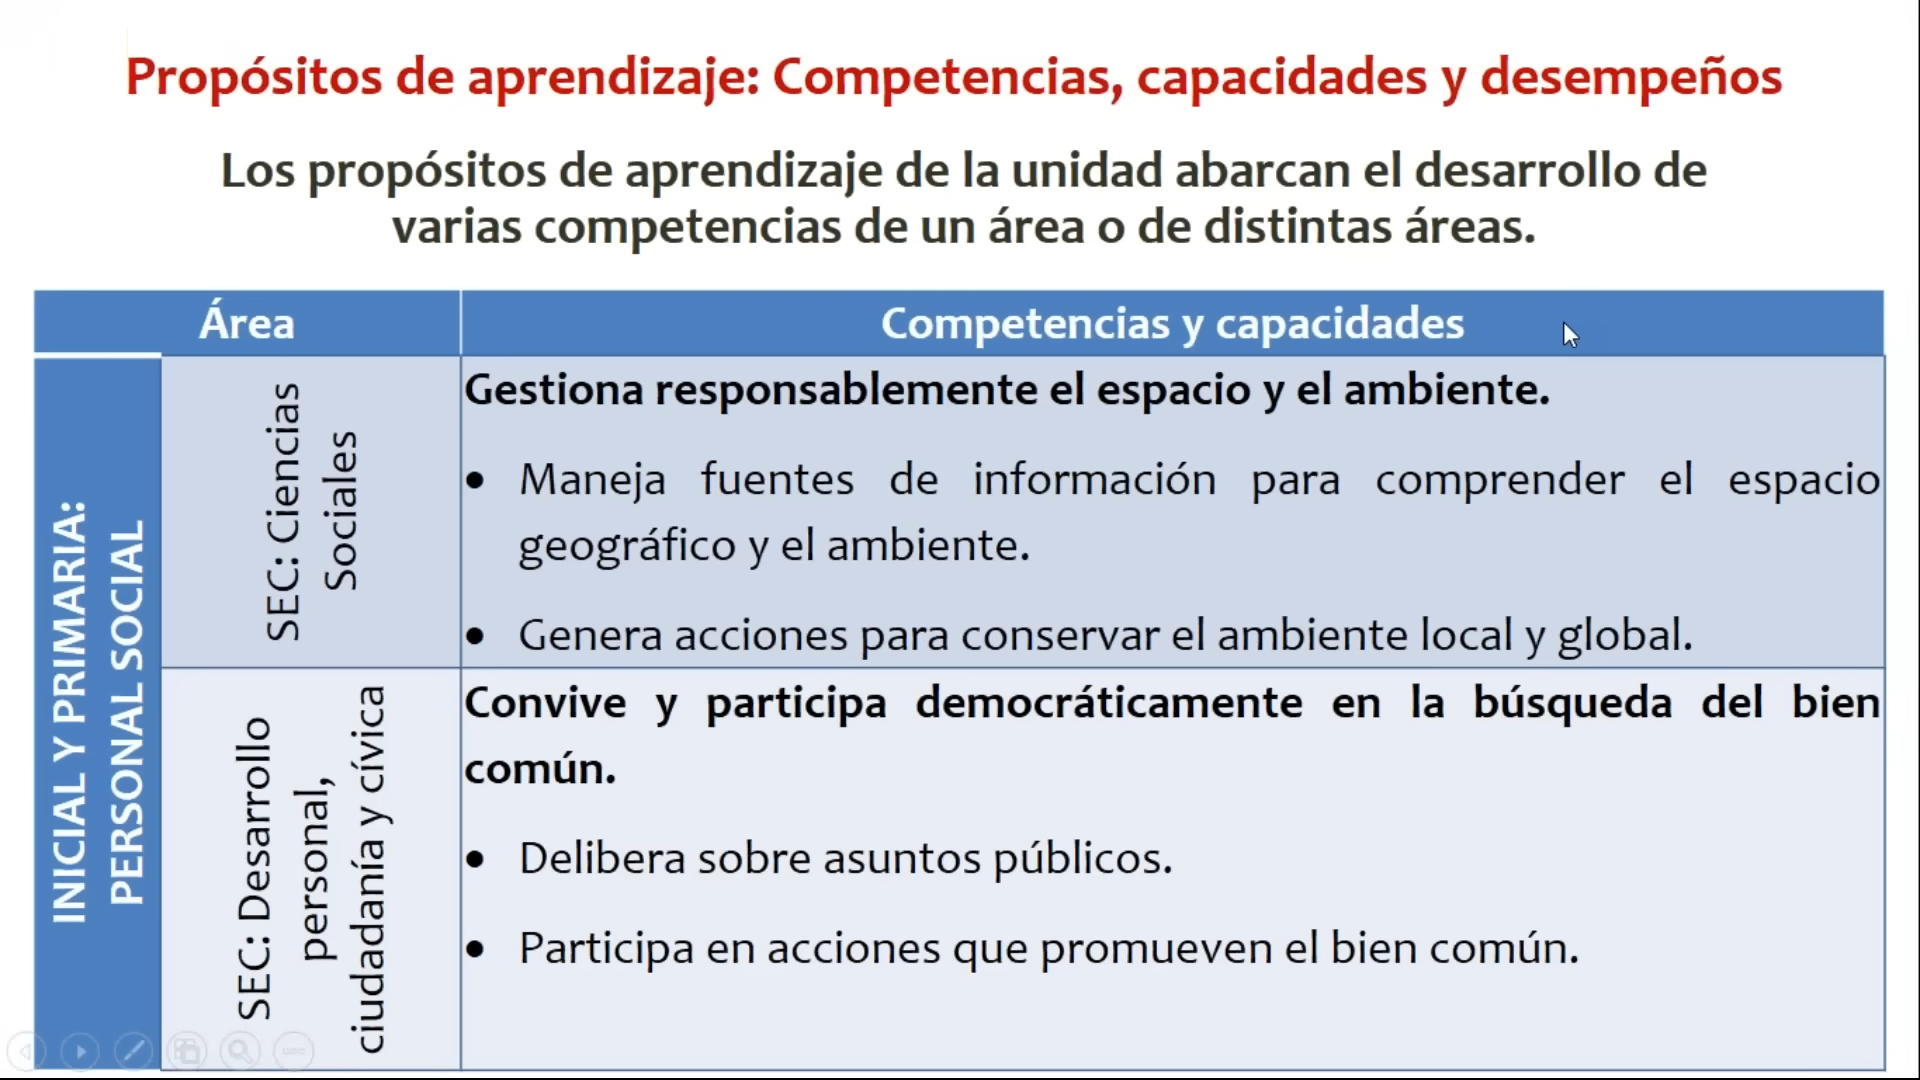 Propósitos de aprendizaje: Competencias, capacidades y desempeños
Los propósitos de aprendizaje de la unidad abarcan el desarrollo de
varias competencias de un área o de distintas áreas.
Área
Competencias y capacidades
INICIAL Y PRIMARIA:
PERSONAL SOCIAL
SEC: Ciencias
Sociales
Gestiona responsablemente el espacio y el ambiente.
• Maneja fuentes de información para comprender el espacio
geográfico y el ambiente.
• Genera acciones para conservar el ambiente local y global.
SEC: Desarrollo
personal,
ciudadanía y cívica
Convive y participa democráticamente en la búsqueda del bien
común.
• Delibera sobre asuntos públicos.
• Participa en acciones que promueven el bien común.